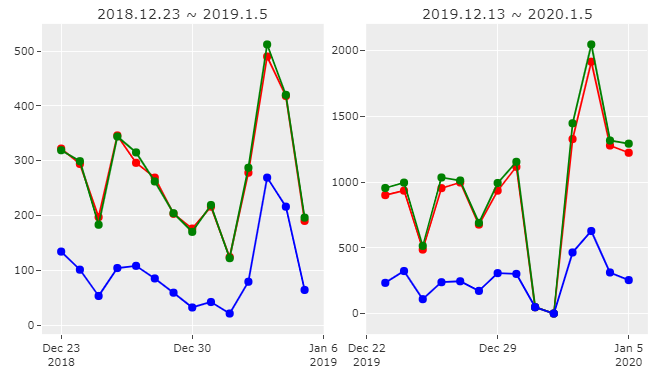 2018.12.23 ~ 2019.1.5
2019.12.13 ~ 2020.1.5
500
400
300
200
100
0
2000
1500
1000
500
0
Dec 23
2018
Dec 30
Jan 6
2019
Dec 22
2019
Dec 29
Jan 5
2020